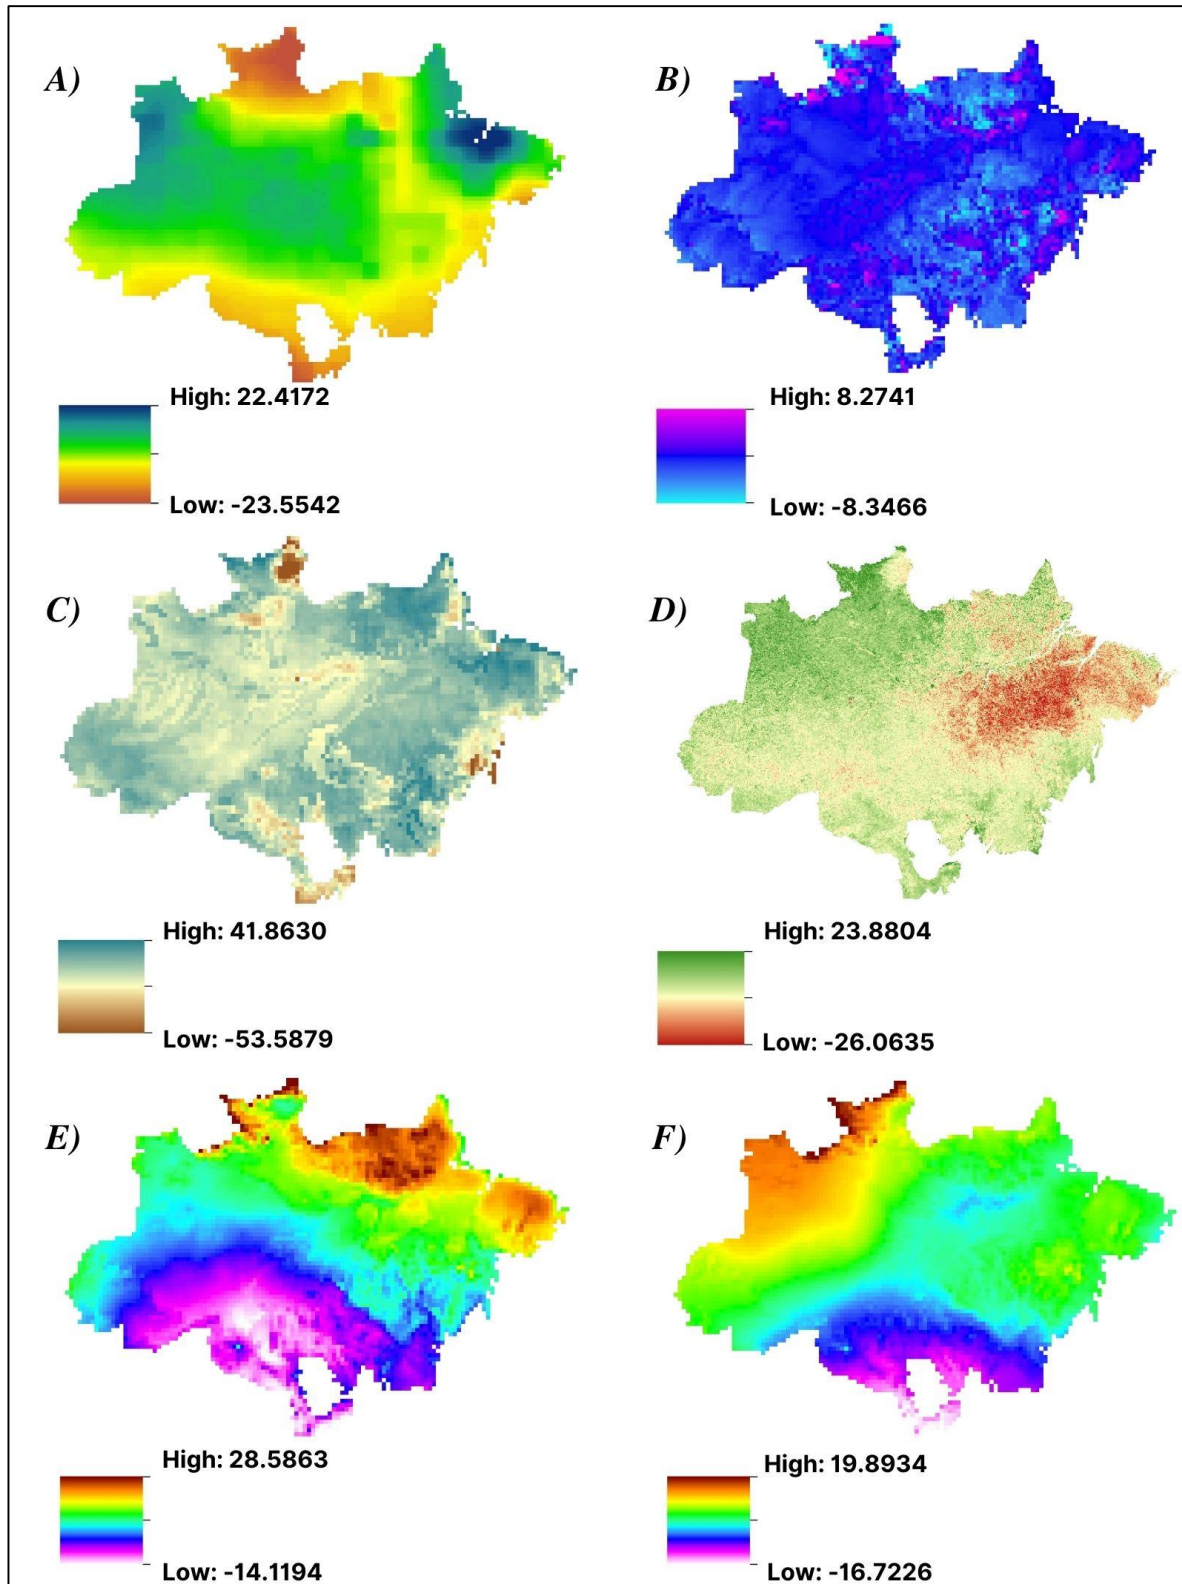 A)
B)
High: 22.4172
Low: -23.5542
High: 8.2741
Low: -8.3466
C)
D)
High: 41.8630
Low: -53.5879
High: 23.8804
Low: -26.0635
E)
F)
High: 28.5863
Low: -14.1194
High: 19.8934
Low: -16.7226